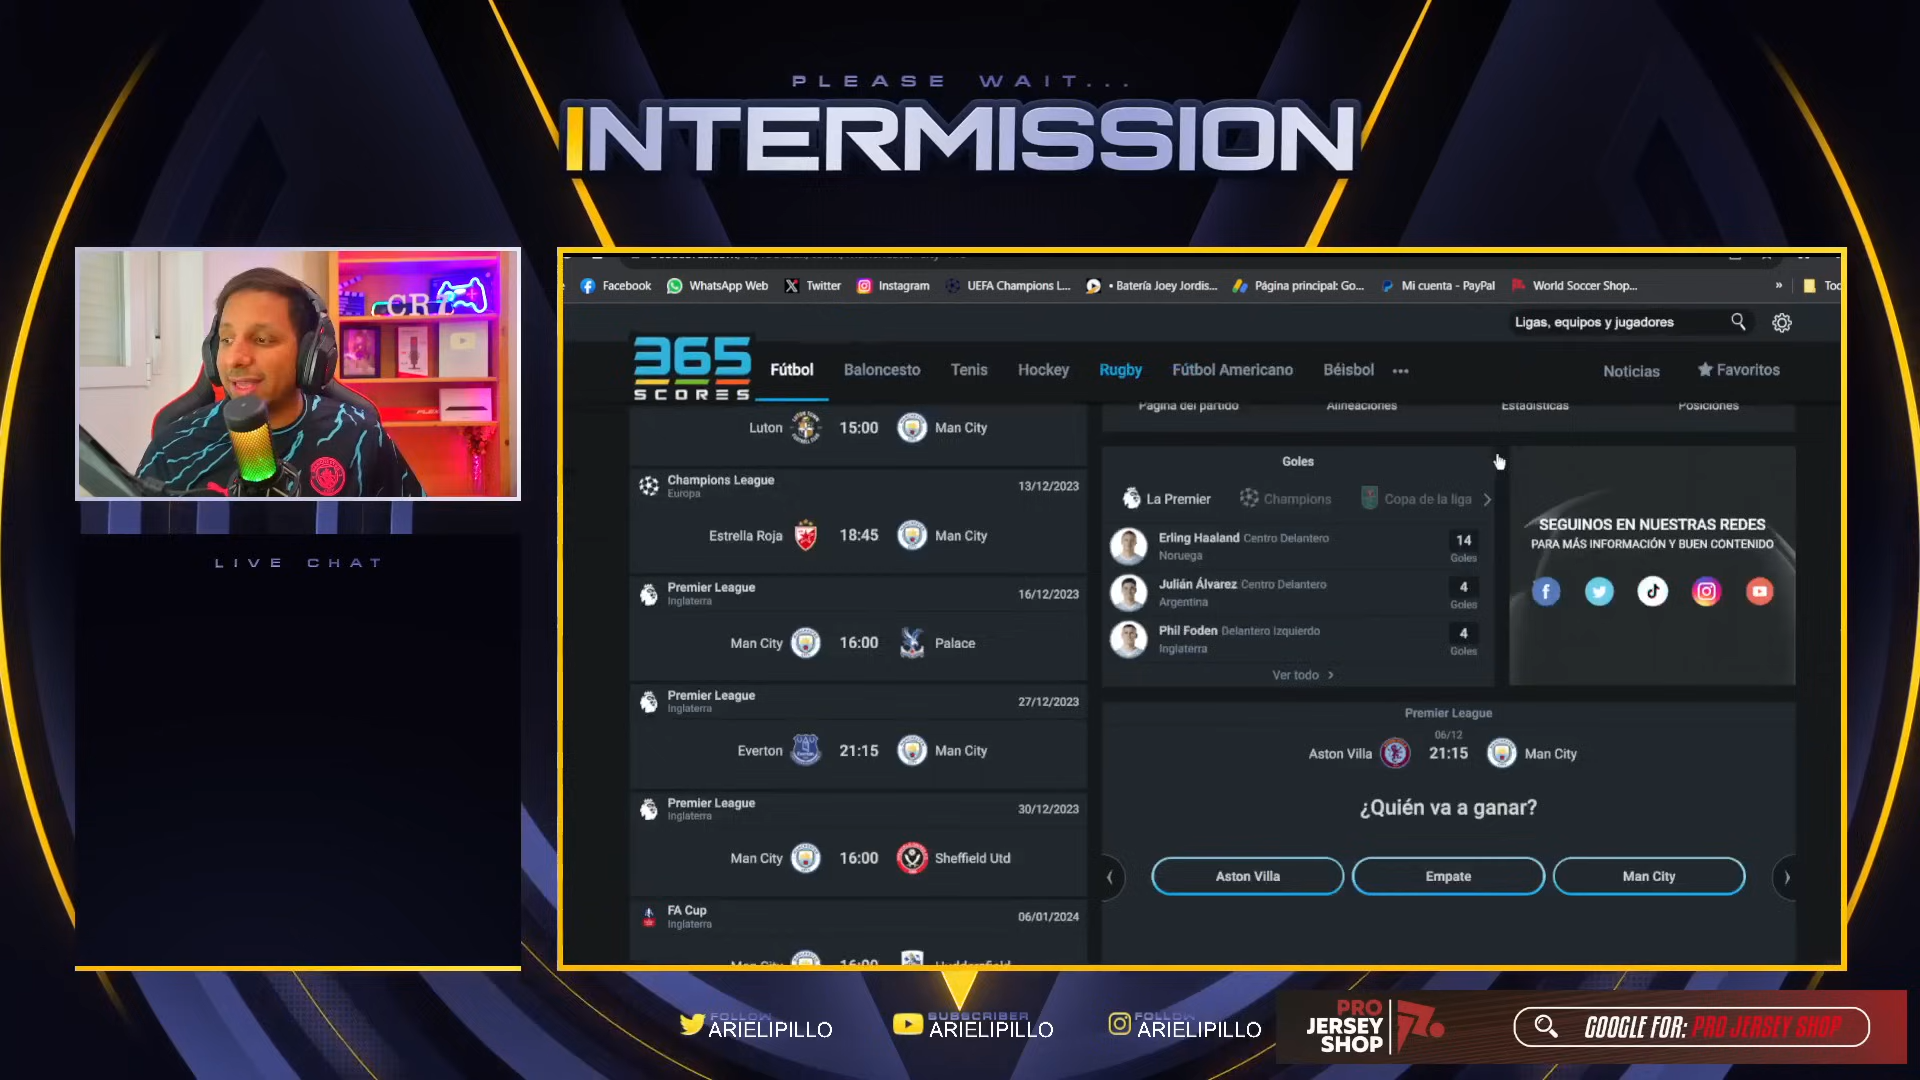 PLEASE WAIT...
INTERMISSION
CRZ
LIVE CHAT
Facebook
WhatsApp Web
Twitter
Instagram
UEFA Champions L...
• Batería Joey Jordis...
Página principal: Go...
Mi cuenta - PayPal
World Soccer Shop...
»
Ligas, equipos y jugadores
365
SCORES
Fútbol
Baloncesto
Tenis
Hockey
Rugby
Fútbol Americano
Béisbol
•••
Noticias
Favoritos
Luton 15:00 Man City
Champions League
Europa
13/12/2023
Estrella Roja 18:45 Man City
Premier League
Inglaterra
16/12/2023
Man City 16:00 Palace
Premier League
Inglaterra
27/12/2023
Everton 21:15 Man City
Premier League
Inglaterra
30/12/2023
Man City 16:00 Sheffield Utd
FA Cup
Inglaterra
06/01/2024
Man City 16:00 Huddersfield
Página del partido
Alineaciones
Estadísticas
Posiciones
Goles
La Premier
Champions
Copa de la liga
Erling Haaland Centro Delantero
Noruega
14
Goles
Julián Álvarez Centro Delantero
Argentina
4
Goles
Phil Foden Delantero Izquierdo
Inglaterra
4
Goles
Ver todo
SEGUINOS EN NUESTRAS REDES
PARA MÁS INFORMACIÓN Y BUEN CONTENIDO
Premier League
06/12
Aston Villa 21:15 Man City
¿Quién va a ganar?
Aston Villa
Empate
Man City
FOLLOW
ARIELIPILLO
SUBSCRIBER
ARIELIPILLO
FOLLOW
ARIELIPILLO
PRO
JERSEY
SHOP
GOOGLE FOR: PRO JERSEY SHOP